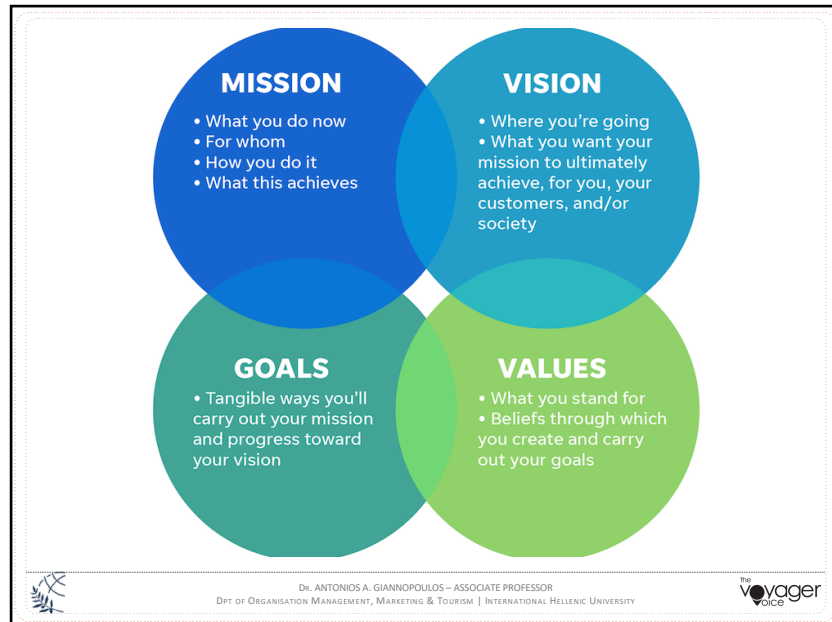 MISSION
• What you do now
• For whom
• How you do it
• What this achieves
VISION
• Where you’re going
• What you want your
mission to ultimately
achieve, for you, your
customers, and/or
society
GOALS
• Tangible ways you’ll
carry out your mission
and progress toward
your vision
VALUES
• What you stand for
• Beliefs through which
you create and carry
out your goals
DR. ANTONIOS A. GIANNOPOULOS – ASSOCIATE PROFESSOR
DPT OF ORGANISATION MANAGEMENT, MARKETING & TOURISM | INTERNATIONAL HELLENIC UNIVERSITY
the
voyager
voice